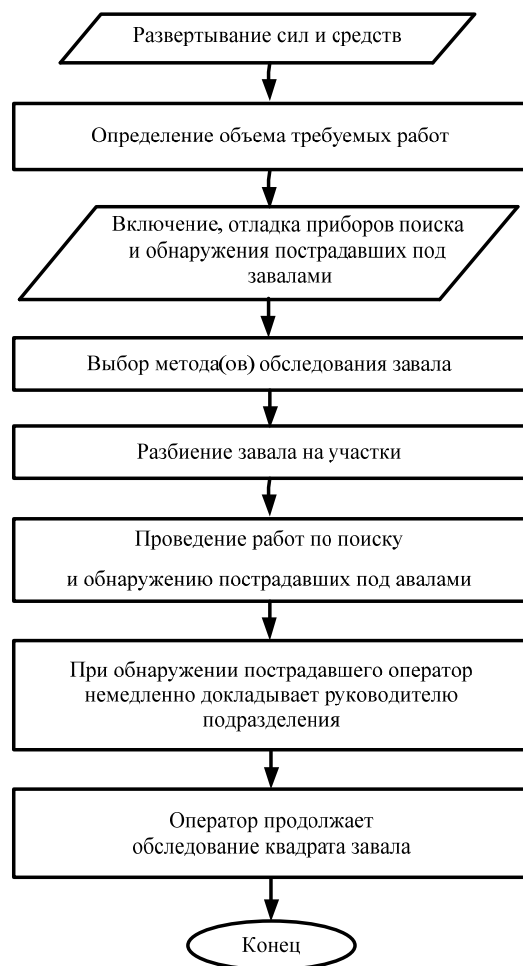 Развертывание сил и средств
Определение объема требуемых работ
Включение, отладка приборов поиска
и обнаружения пострадавших под
завалами
Выбор метода(ов) обследования завала
Разбиение завала на участки
Проведение работ по поиску
и обнаружению пострадавших под авалами
При обнаружении пострадавшего оператор
немедленно докладывает руководителю
подразделения
Оператор продолжает
обследование квадрата завала
Конец